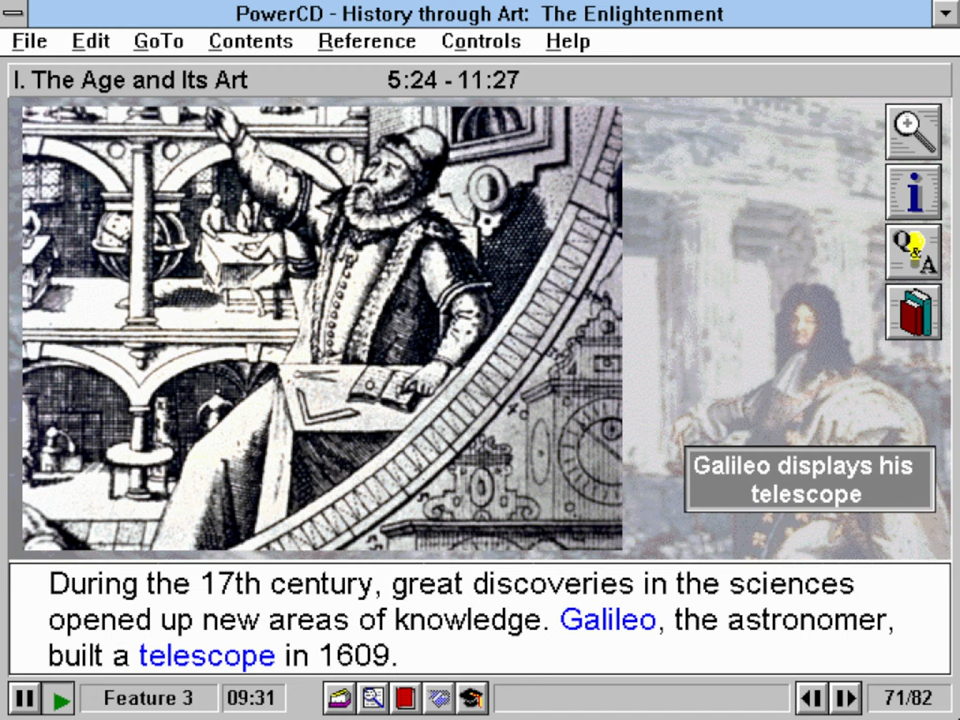 PowerCD - History through Art: The Enlightenment
File Edit GoTo Contents Reference Controls Help
I. The Age and Its Art 5:24 - 11:27
i
Q & A
Galileo displays his
telescope
During the 17th century, great discoveries in the sciences
opened up new areas of knowledge. Galileo, the astronomer,
built a telescope in 1609.
Feature 3 09:31 71/82